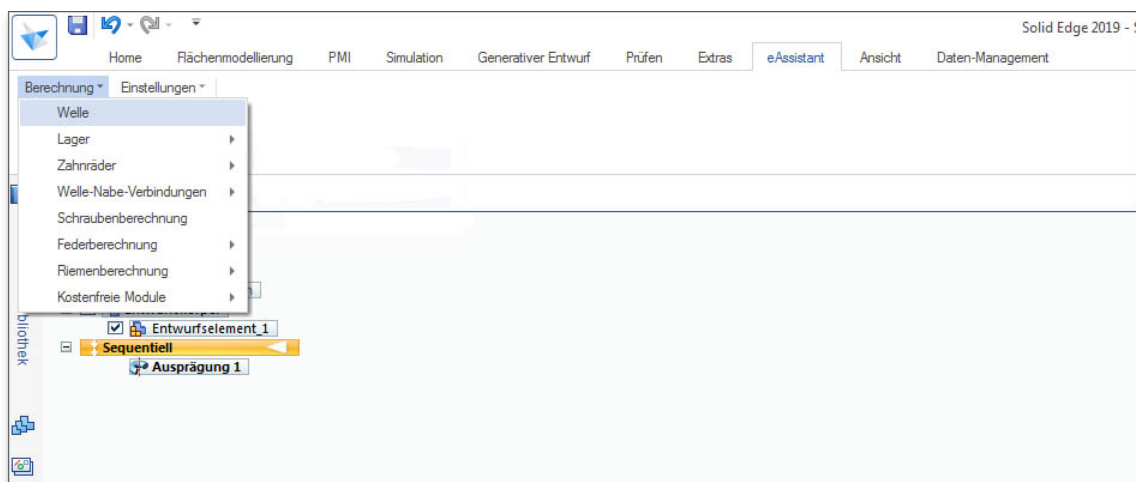 Solid Edge 2019 -
Home Flächenmodellierung PMI Simulation Generativer Entwurf Prüfen Extras eAssistant Ansicht Daten-Management
Berechnung Einstellungen
Welle
Lager
Zahnräder
Welle-Nabe-Verbindungen
Schraubenberechnung
Federberechnung
Riemenberechnung
Kostenfreie Module
Entwurfselement_1
Sequentiell
Ausprägung 1